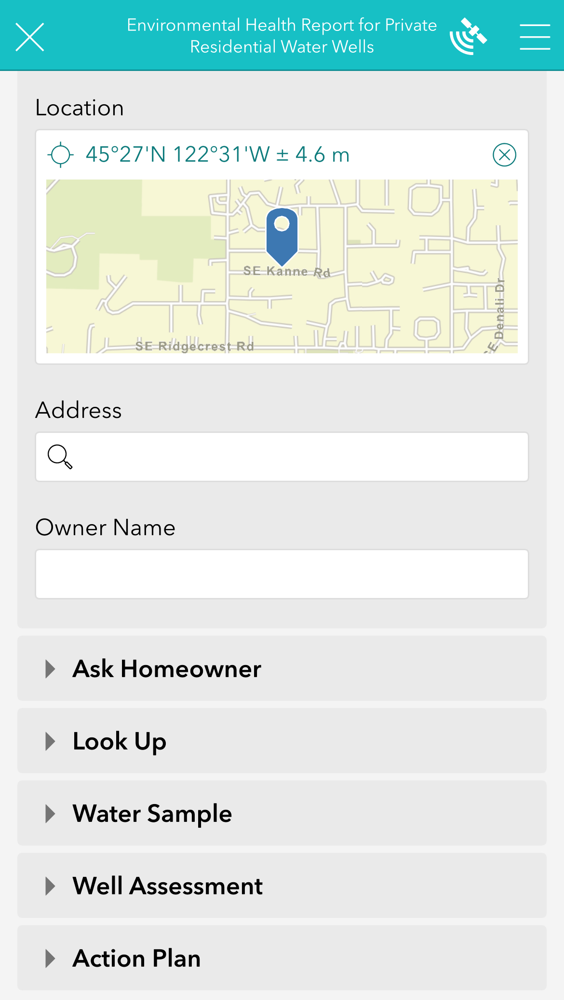 Environmental Health Report for Private
Residential Water Wells
Location
45°27'N 122°31'W ± 4.6 m
SE Kanne Rd
SE Denali Dr
SE Ridgecrest Rd
Address
Owner Name
Ask Homeowner
Look Up
Water Sample
Well Assessment
Action Plan